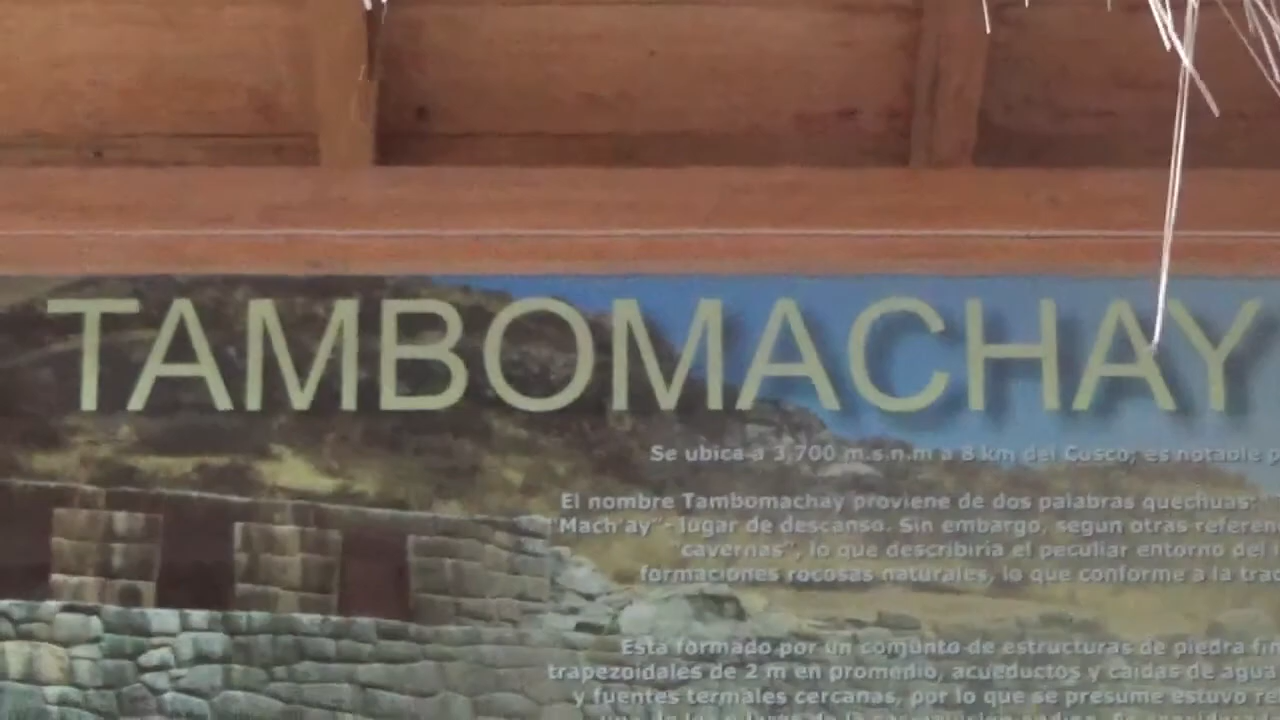 TAMBOMACHAY
Se ubica a 3,700 m.s.n.m a 8 km del Cusco, es notable
El nombre Tambomachay proviene de dos palabras quechuas:
"Mach'ay"- lugar de descanso. Sin embargo, segun otras
"cavernas", lo que describiría el peculiar entorno del
formaciones rocosas naturales, lo que conforme a la
Esta formado por un conjunto de estructuras de piedra
trapezoidales de 2 m en promedio, acueductos y caidas de agua
y fuentes termales cercanas, por lo que se presume estuvo